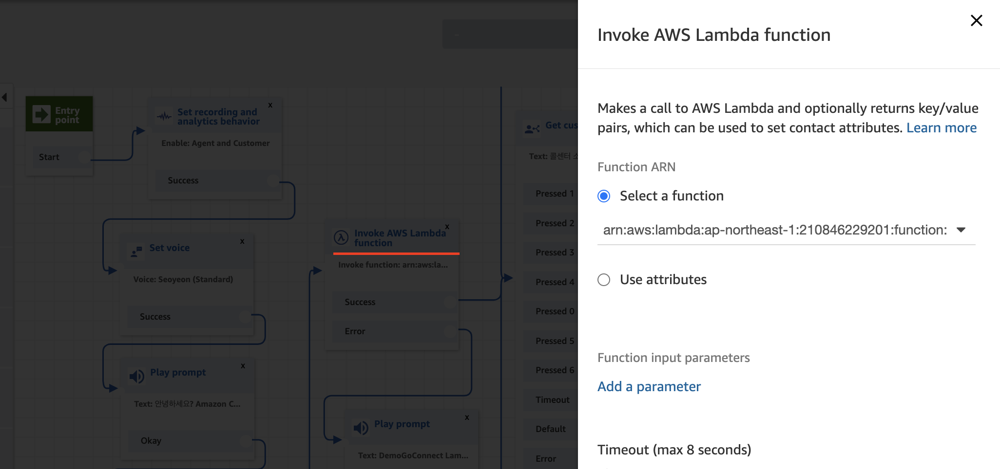 Entry
point
Start
Set recording and
analytics behavior
x
Enable: Agent and Customer
Success
Set voice
x
Voice: Seoyeon (Standard)
Success
Play prompt
x
Text: 안녕하세요? Amazon C...
Okay
Invoke AWS Lambda
function
x
Invoke function: arn:aws:la...
Success
Error
Play prompt
x
Text: DemoGoConnect Lam...
Get cus
Text: 콜센터 소
Pressed 1
Pressed 2
Pressed 3
Pressed 4
Pressed 0
Pressed 5
Pressed 6
Timeout
Default
Error
Invoke AWS Lambda function
Makes a call to AWS Lambda and optionally returns key/value
pairs, which can be used to set contact attributes. Learn more
Function ARN
Select a function
arn:aws:lambda:ap-northeast-1:210846229201:function:
Use attributes
Function input parameters
Add a parameter
Timeout (max 8 seconds)